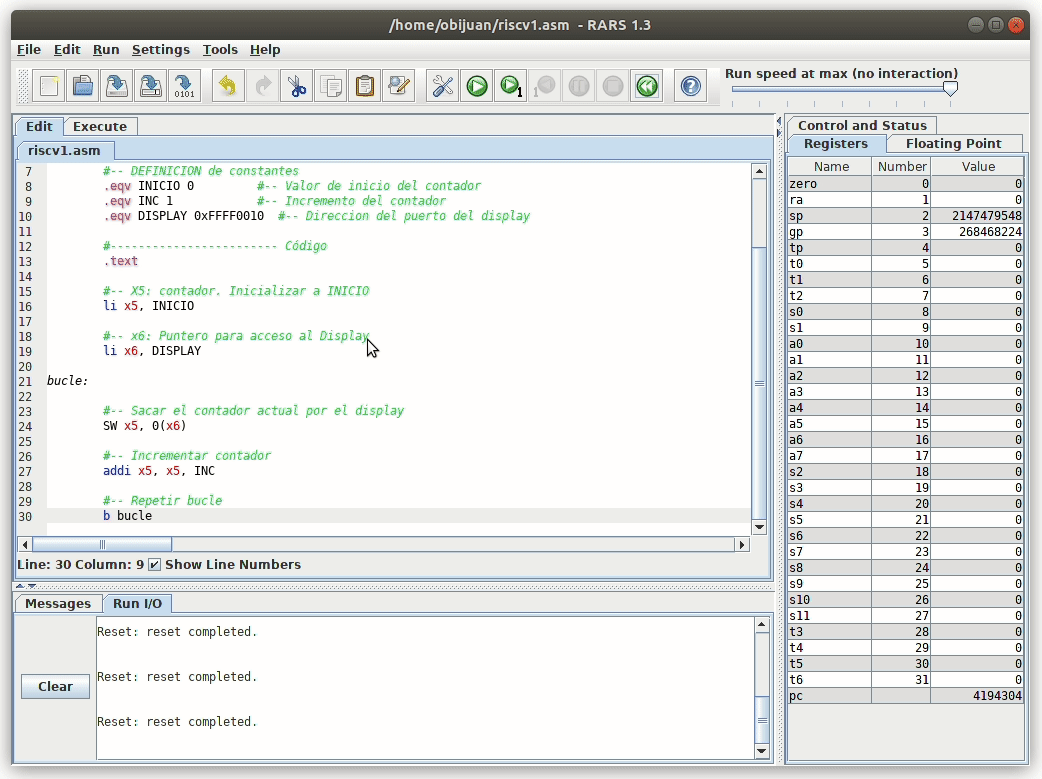 /home/obijuan/riscv1.asm - RARS 1.3
File Edit Run Settings Tools Help
0101
1
1
Run speed at max (no interaction)
Edit Execute
riscv1.asm
7 #-- DEFINICION de constantes
8 .eqv INICIO 0 #-- Valor de inicio del contador
9 .eqv INC 1 #-- Incremento del contador
10 .eqv DISPLAY 0xFFFF0010 #-- Direccion del puerto del display
11
12 #------------------------ Código
13 .text
14
15 #-- X5: contador. Inicializar a INICIO
16 li x5, INICIO
17
18 #-- x6: Puntero para acceso al Display
19 li x6, DISPLAY
20
21 bucle:
22
23 #-- Sacar el contador actual por el display
24 SW x5, 0(x6)
25
26 #-- Incrementar contador
27 addi x5, x5, INC
28
29 #-- Repetir bucle
30 b bucle
Line: 30 Column: 9 Show Line Numbers
Messages Run I/O
Clear
Reset: reset completed.
Reset: reset completed.
Reset: reset completed.
Control and Status
Registers Floating Point
Name Number Value
zero 0 0
ra 1 0
sp 2 2147479548
gp 3 268468224
tp 4 0
t0 5 0
t1 6 0
t2 7 0
s0 8 0
s1 9 0
a0 10 0
a1 11 0
a2 12 0
a3 13 0
a4 14 0
a5 15 0
a6 16 0
a7 17 0
s2 18 0
s3 19 0
s4 20 0
s5 21 0
s6 22 0
s7 23 0
s8 24 0
s9 25 0
s10 26 0
s11 27 0
t3 28 0
t4 29 0
t5 30 0
t6 31 0
pc 4194304